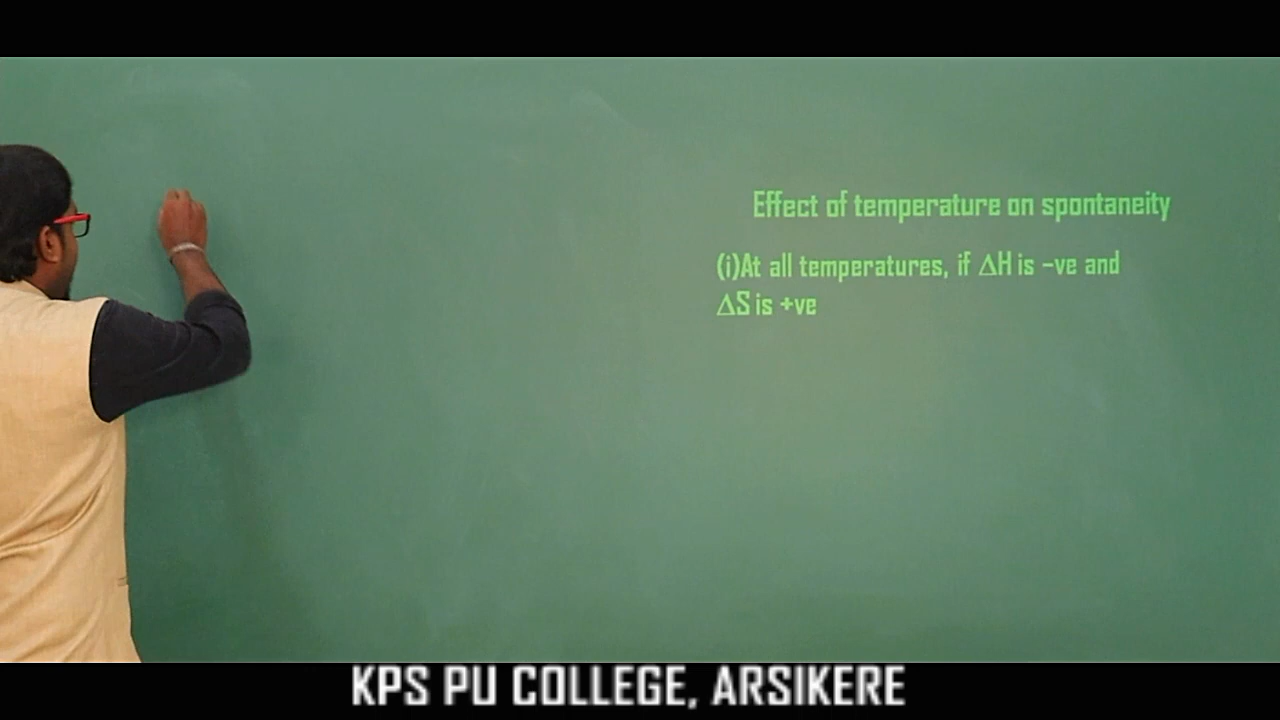 Effect of temperature on spontaneity
(i)At all temperatures, if ΔH is –ve and
ΔS is +ve
KPS PU COLLEGE, ARSIKERE